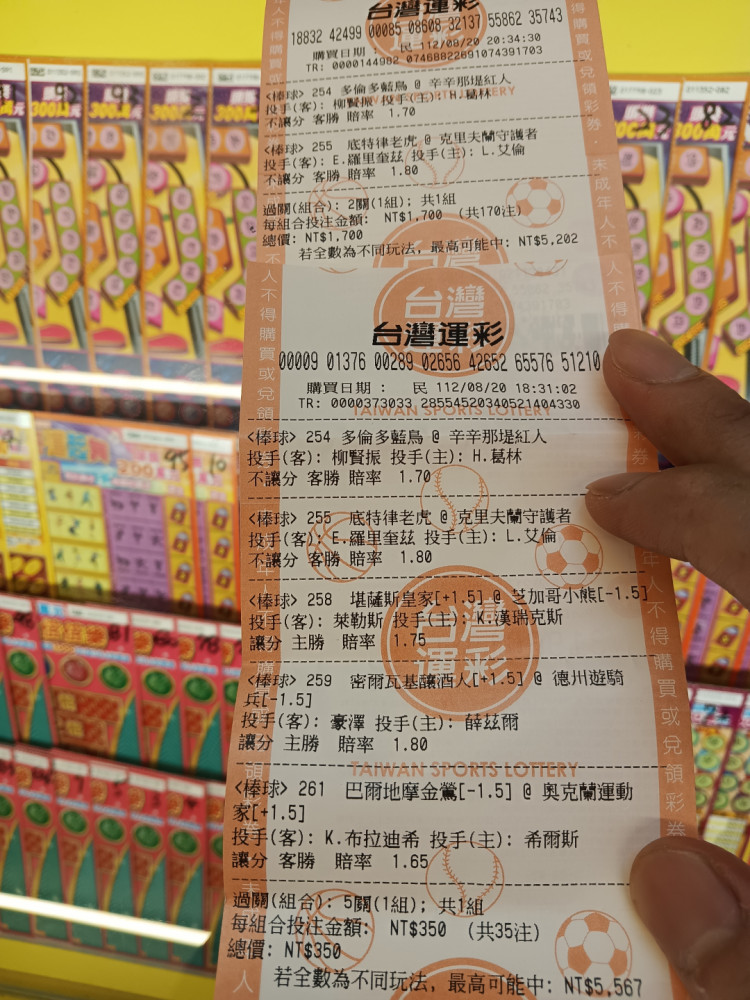 台灣運彩
18832 42499 00085 08608 32137 55862 35743
購買日期： 民 112/08/20 20:34:30
TR: 0000144982 07468822691074391703
TAIWAN SPORTS LOTTERY
<棒球> 254 多倫多藍鳥 @ 辛辛那堤紅人
投手(客): 柳賢振 投手(主): H.葛林
不讓分 客勝 賠率 1.70
<棒球> 255 底特律老虎 @ 克里夫蘭守護者
投手(客): E.羅里奎茲 投手(主): L.艾倫
不讓分 客勝 賠率 1.80
過關(組合): 2關(1組); 共1組
每組合投注金額: NT$1,700 (共170注)
總價: NT$1,700
若全數為不同玩法, 最高可能中: NT$5,202
台灣
台灣運彩
00009 01376 00289 02656 42652 65576 51210
購買日期： 民 112/08/20 18:31:02
TR: 0000373033 28554520340521404330
TAIWAN SPORTS LOTTERY
<棒球> 254 多倫多藍鳥 @ 辛辛那堤紅人
投手(客): 柳賢振 投手(主): H.葛林
不讓分 客勝 賠率 1.70
<棒球> 255 底特律老虎 @ 克里夫蘭守護者
投手(客): E.羅里奎茲 投手(主): L.艾倫
不讓分 客勝 賠率 1.80
<棒球> 258 堪薩斯皇家[+1.5] @ 芝加哥小熊[-1.5]
投手(客): 萊勒斯 投手(主): K.漢瑞克斯
讓分 主勝 賠率 1.75
台灣運彩
<棒球> 259 密爾瓦基釀酒人[+1.5] @ 德州遊騎
兵[-1.5]
投手(客): 豪澤 投手(主): 薛茲爾
讓分 主勝 賠率 1.80
TAIWAN SPORTS LOTTERY
<棒球> 261 巴爾地摩金鶯[-1.5] @ 奧克蘭運動
家[+1.5]
投手(客): K.布拉迪希 投手(主): 希爾斯
讓分 客勝 賠率 1.65
過關(組合): 5關(1組); 共1組
每組合投注金額: NT$350 (共35注)
總價: NT$350
若全數為不同玩法, 最高可能中: NT$5,567